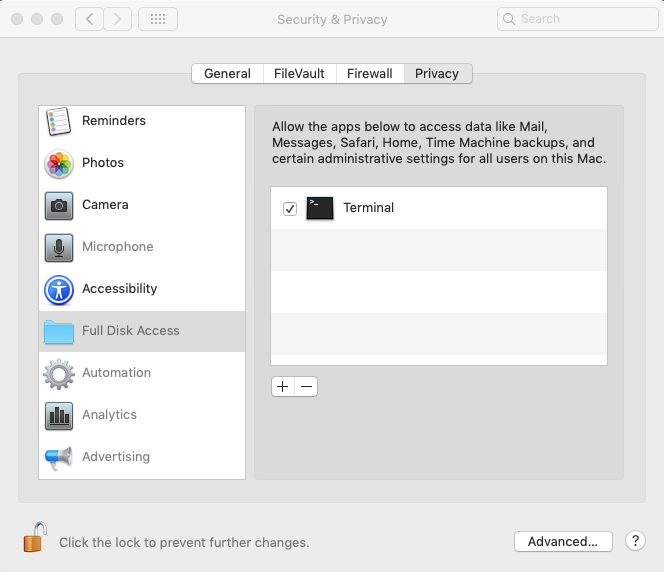 Security & Privacy
Search
General
FileVault
Firewall
Privacy
Reminders
Photos
Camera
Microphone
Accessibility
Full Disk Access
Automation
Analytics
Advertising
Allow the apps below to access data like Mail,
Messages, Safari, Home, Time Machine backups, and
certain administrative settings for all users on this Mac.
>_
Terminal
+
−
Click the lock to prevent further changes.
Advanced...
?